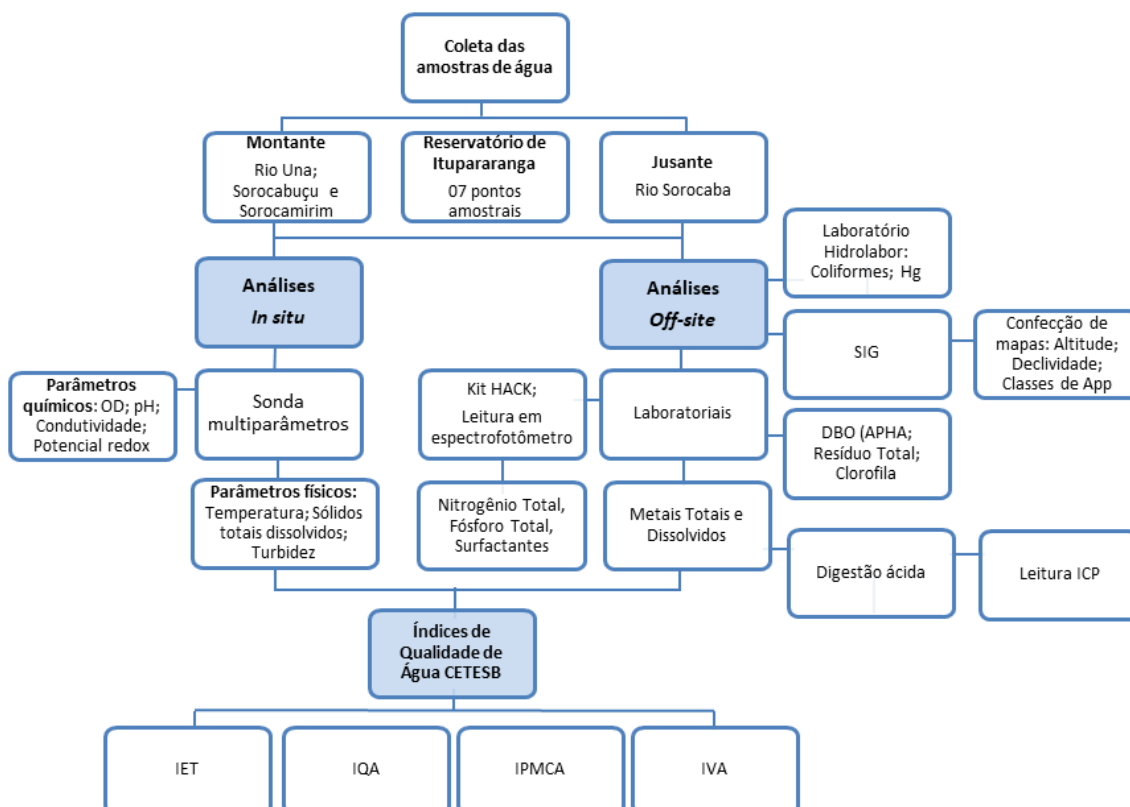 Coleta das
amostras de água
Montante
Rio Una;
Sorocabuçu e
Sorocamirim
Reservatório de
Itupararanga
07 pontos
amostrais
Jusante
Rio Sorocaba
Análises
In situ
Análises
Off-site
Laboratório
Hidrolabor:
Coliformes; Hg
SIG
Confecção de
mapas: Altitude;
Declividade;
Classes de App
Parâmetros
químicos: OD; pH;
Condutividade;
Potencial redox
Sonda
multiparâmetros
Kit HACK;
Leitura em
espectrofotômetro
Laboratoriais
DBO (APHA;
Resíduo Total;
Clorofila
Parâmetros físicos:
Temperatura; Sólidos
totais dissolvidos;
Turbidez
Nitrogênio Total,
Fósforo Total,
Surfactantes
Metais Totais e
Dissolvidos
Digestão ácida
Leitura ICP
Índices de
Qualidade de
Água CETESB
IET
IQA
IPMCA
IVA